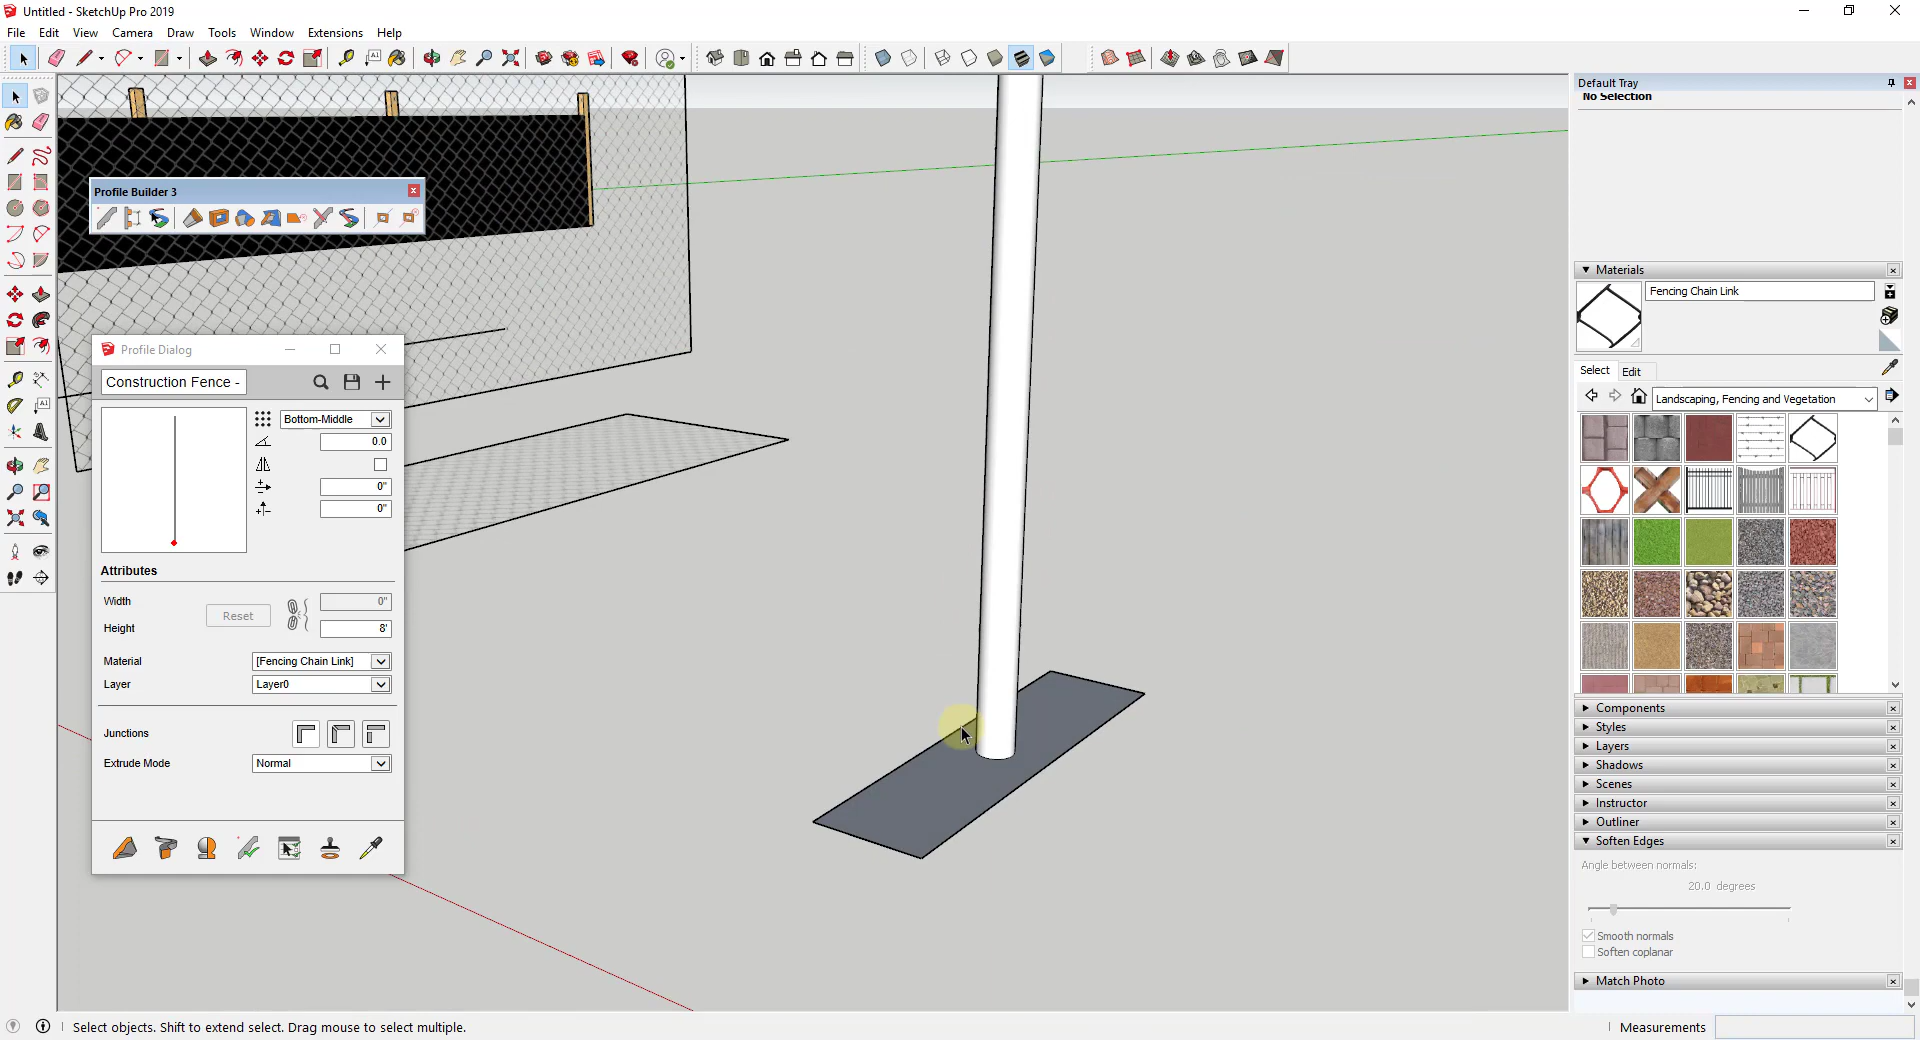 Untitled - SketchUp Pro 2019
File Edit View Camera Draw Tools Window Extensions Help
Default Tray
No Selection
Profile Builder 3
Materials
Fencing Chain Link
Select Edit
Landscaping, Fencing and Vegetation
Profile Dialog
Construction Fence -
Bottom-Middle
0.0
0"
0"
Attributes
Width 0"
Reset
Height 8'
Material [Fencing Chain Link]
Layer Layer0
Junctions
Extrude Mode Normal
Components
Styles
Layers
Shadows
Scenes
Instructor
Outliner
Soften Edges
Angle between normals:
20.0 degrees
Smooth normals
Soften coplanar
Match Photo
Select objects. Shift to extend select. Drag mouse to select multiple.
Measurements